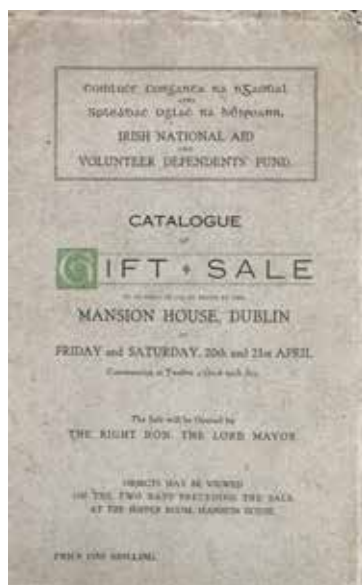 na nGaedheal
AND
IRISH NATIONAL AID
AND
VOLUNTEER DEPENDENTS' FUND.
CATALOGUE
OF
GIFT SALE
MANSION HOUSE, DUBLIN
FRIDAY and SATURDAY, 20th and 21st APRIL
Commencing at Twelve o'clock each day.
The Sale will be Opened by
THE RIGHT HON. THE LORD MAYOR
OBJECTS MAY BE VIEWED
ON THE TWO DAYS PRECEDING THE SALE
AT THE SUPPER ROOM, MANSION HOUSE.
PRICE ONE SHILLING.